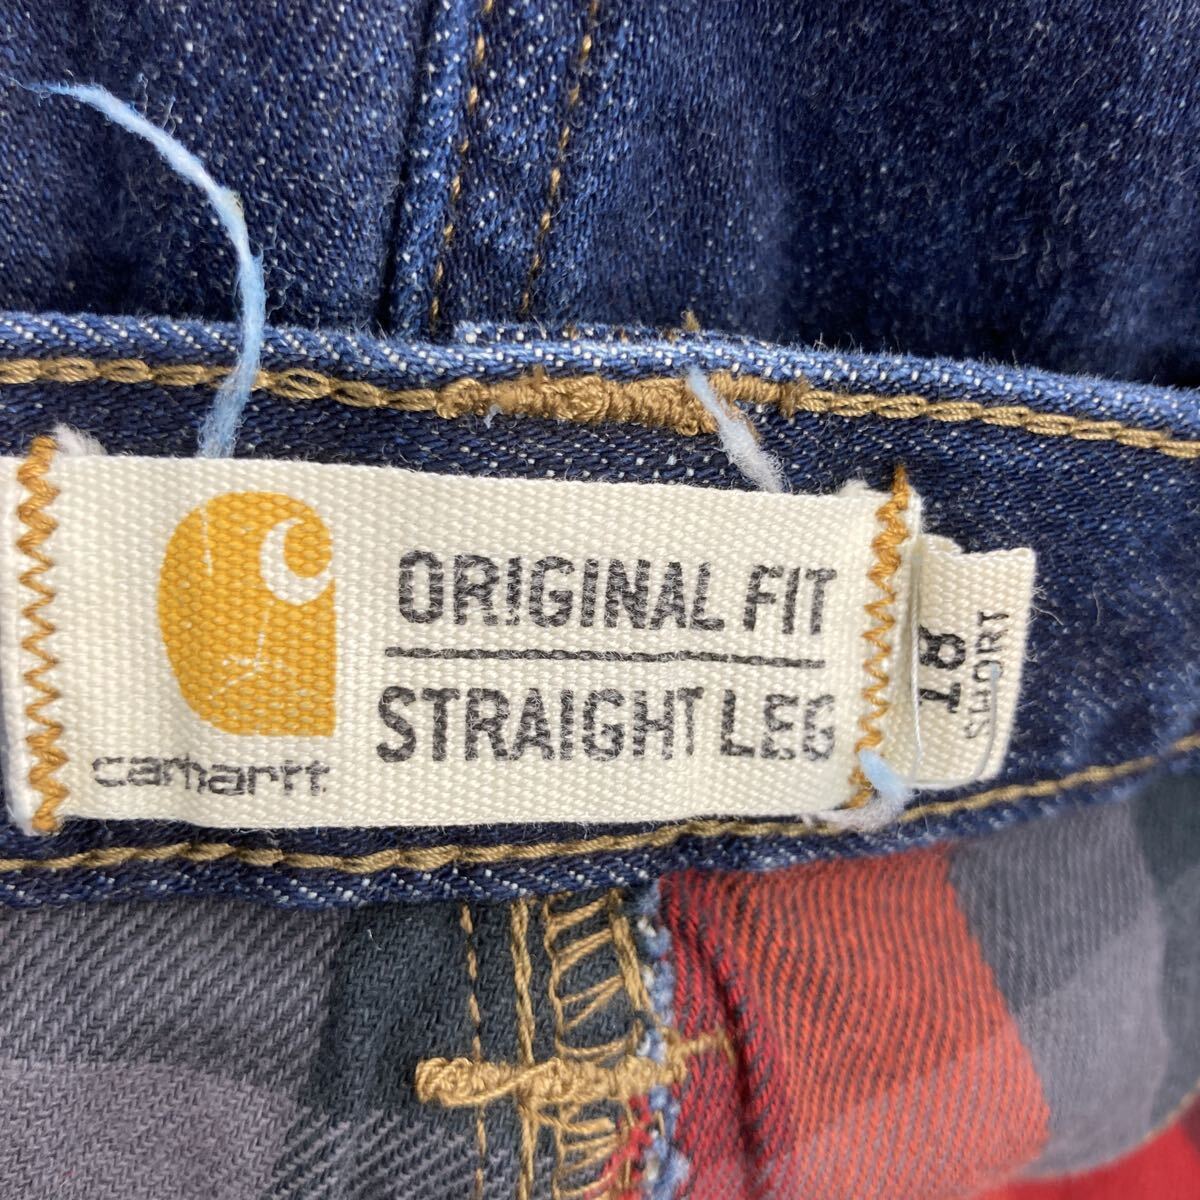 carhartt
ORIGINAL FIT
STRAIGHT LEG
18
SHORT